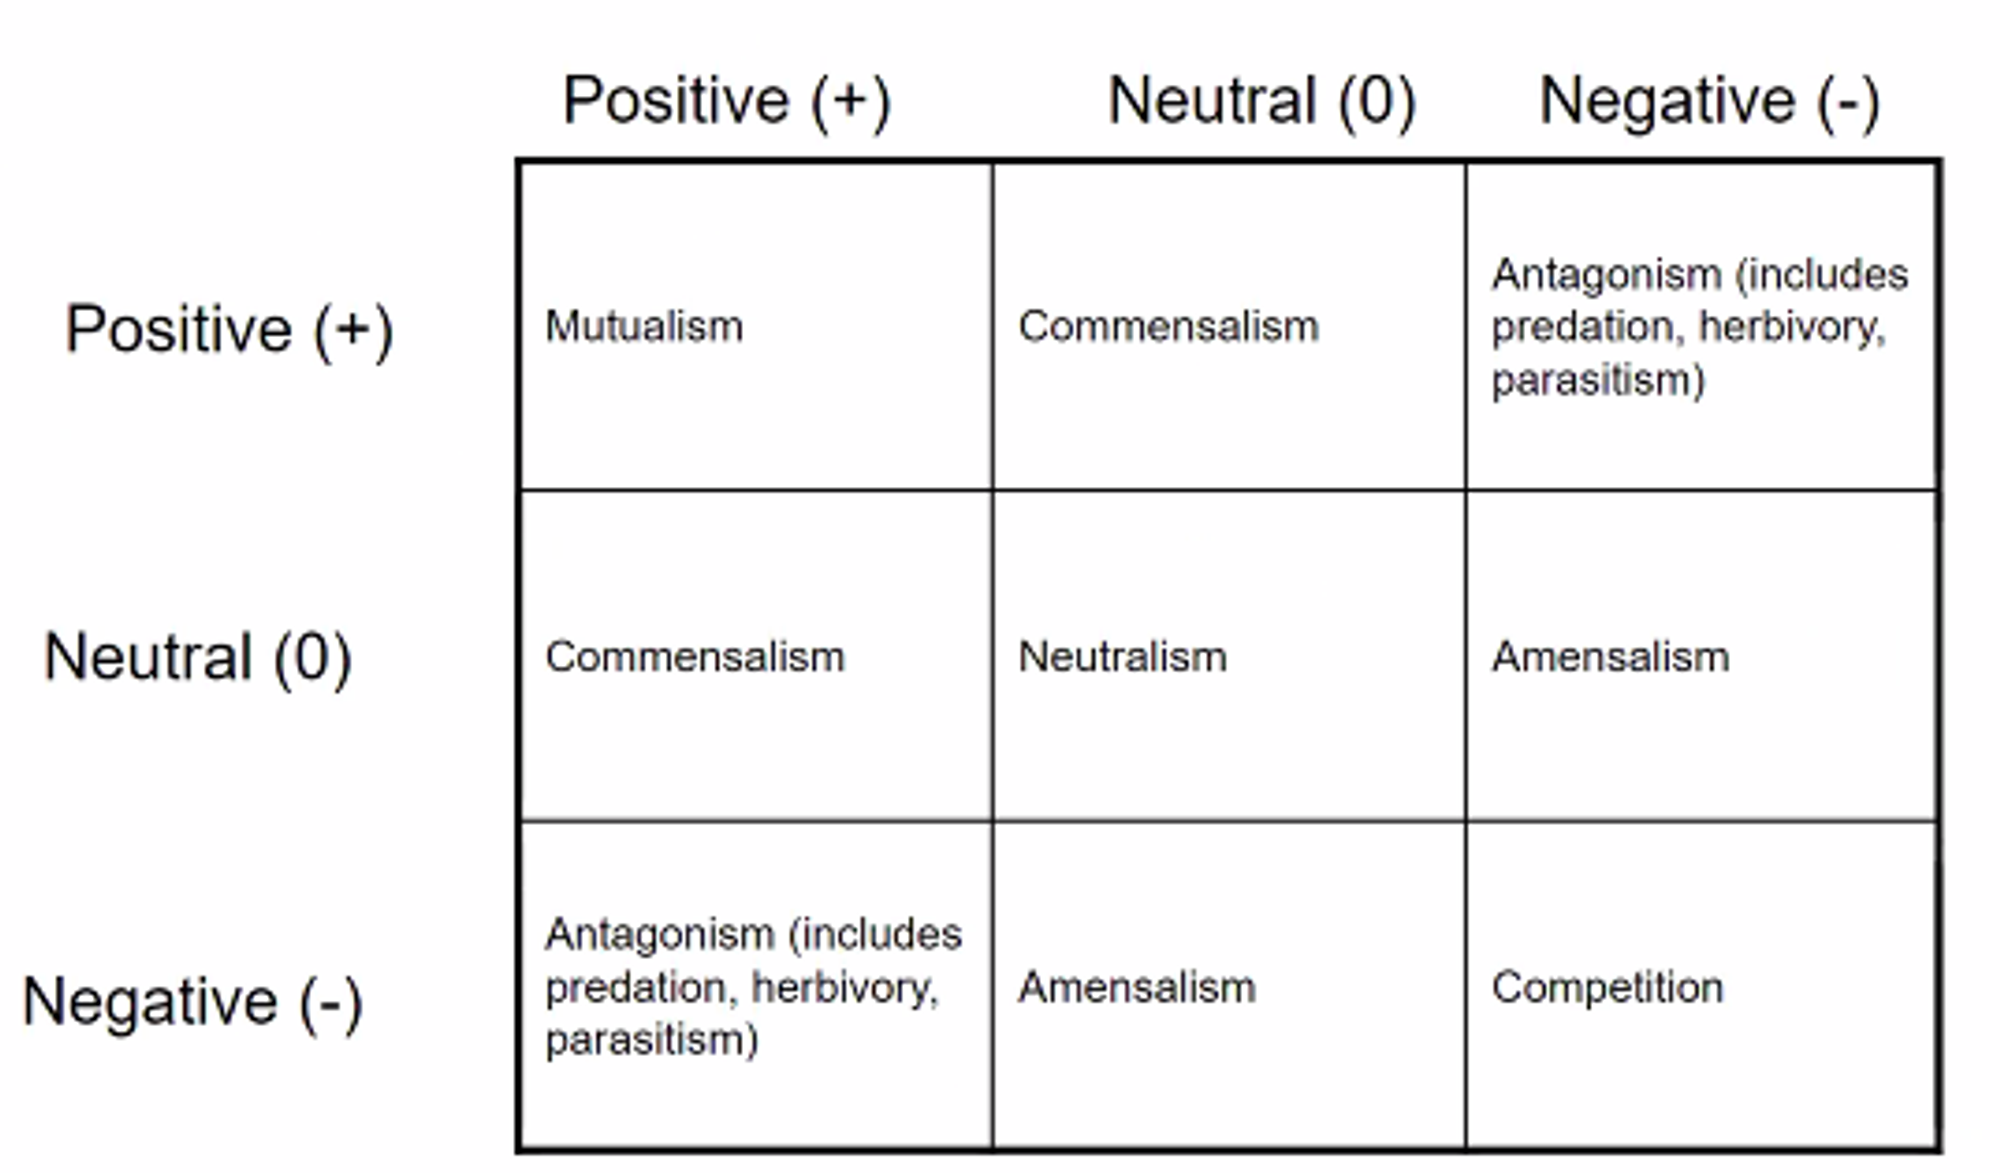 Positive (+) Neutral (0) Negative (-)
Positive (+)
Mutualism
Commensalism
Antagonism (includes
predation, herbivory,
parasitism)
Neutral (0)
Commensalism
Neutralism
Amensalism
Negative (-)
Antagonism (includes
predation, herbivory,
parasitism)
Amensalism
Competition